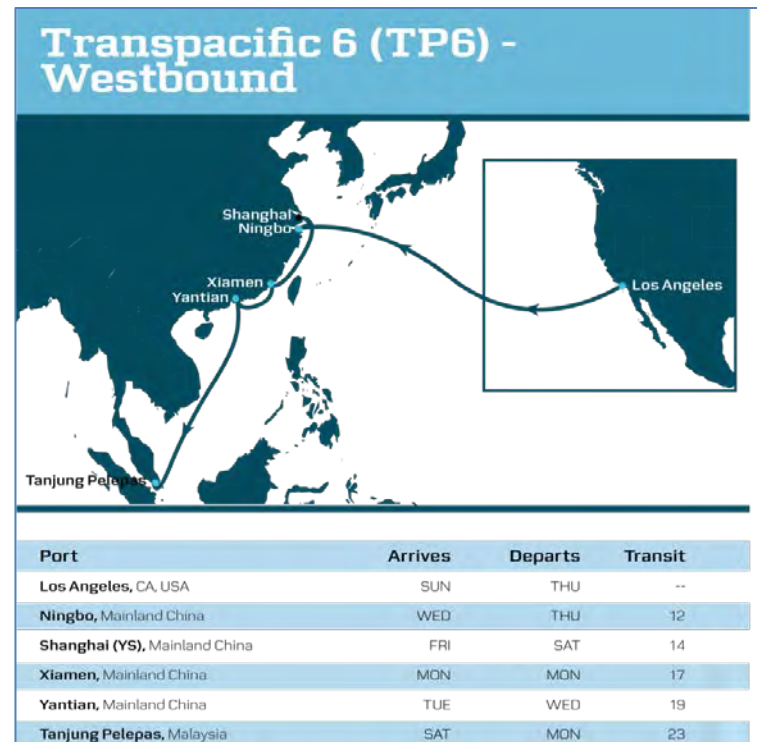 Transpacific 6 (TP6) -
Westbound
Shanghai
Ningbo
Xiamen
Yantian
Los Angeles
Tanjung Pelepas
Port Arrives Departs Transit
Los Angeles, CA, USA SUN THU --
Ningbo, Mainland China WED THU 12
Shanghai (YS), Mainland China FRI SAT 14
Xiamen, Mainland China MON MON 17
Yantian, Mainland China TUE WED 19
Tanjung Pelepas, Malaysia SAT MON 23